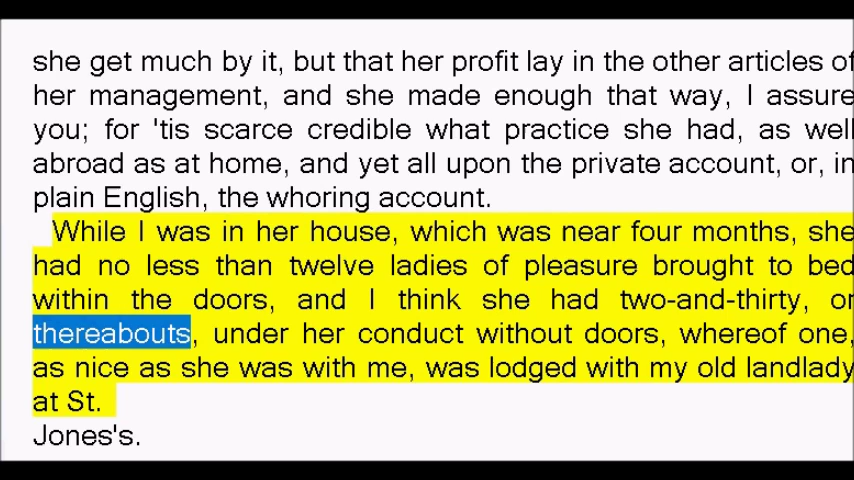 she get much by it, but that her profit lay in the other articles of
her management, and she made enough that way, I assure
you; for 'tis scarce credible what practice she had, as well
abroad as at home, and yet all upon the private account, or, in
plain English, the whoring account.
While I was in her house, which was near four months, she
had no less than twelve ladies of pleasure brought to bed
within the doors, and I think she had two-and-thirty, or
thereabouts, under her conduct without doors, whereof one,
as nice as she was with me, was lodged with my old landlady
at St.
Jones's.